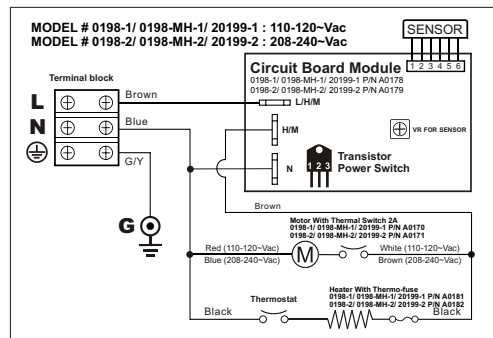 MODEL # 0198-1/ 0198-MH-1/ 20199-1 : 110-120~Vac
MODEL # 0198-2/ 0198-MH-2/ 20199-2 : 208-240~Vac
SENSOR
1 2 3 4 5 6
Terminal block
Circuit Board Module
0198-1/ 0198-MH-1/ 20199-1 P/N A0178
0198-2/ 0198-MH-2/ 20199-2 P/N A0179
L
Brown
L/H/M
N
Blue
H/M
VR FOR SENSOR
G/Y
N
1 2 3
Transistor
Power Switch
G
Brown
Motor With Thermal Switch 2A
0198-1/ 0198-MH-1/ 20199-1 P/N A0170
0198-2/ 0198-MH-2/ 20199-2 P/N A0171
Red (110-120~Vac)
Blue (208-240~Vac)
M
White (110-120~Vac)
Brown (208-240~Vac)
Heater With Thermo-fuse
0198-1/ 0198-MH-1/ 20199-1 P/N A0181
0198-2/ 0198-MH-2/ 20199-2 P/N A0182
Black
Thermostat
Black